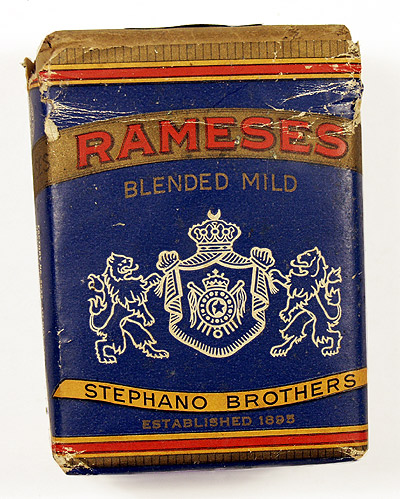 RAMESES
BLENDED MILD
STEPHANO BROTHERS
ESTABLISHED 1895